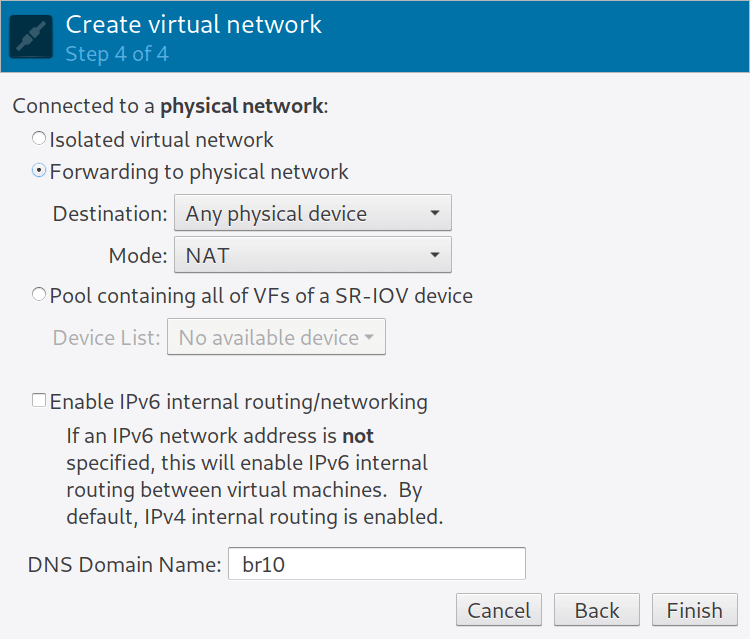 Create virtual network
Step 4 of 4
Connected to a physical network:
Isolated virtual network
Forwarding to physical network
Destination: Any physical device
Mode: NAT
Pool containing all of VFs of a SR-IOV device
Device List: No available device
Enable IPv6 internal routing/networking
If an IPv6 network address is not
specified, this will enable IPv6 internal
routing between virtual machines.  By
default, IPv4 internal routing is enabled.
DNS Domain Name: br10
Cancel Back Finish